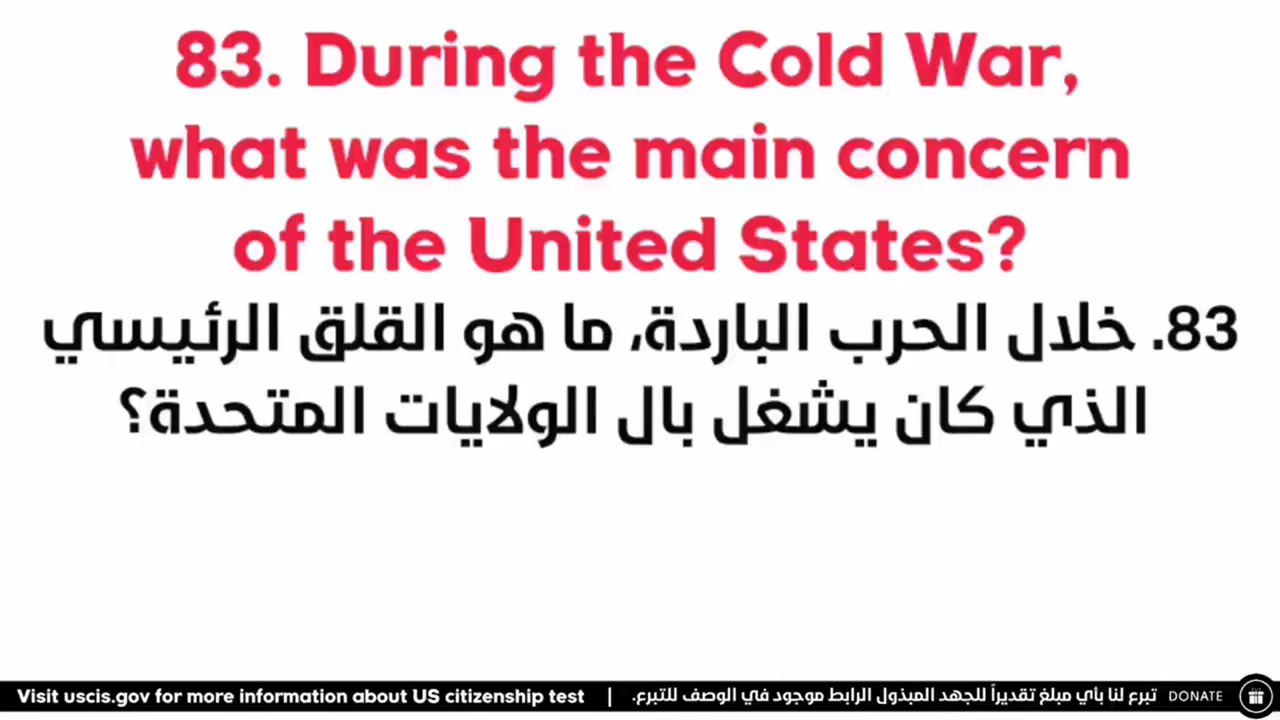 83. During the Cold War,
what was the main concern
of the United States?
83. خلال الحرب الباردة، ما هو القلق الرئيسي
الذي كان يشغل بال الولايات المتحدة؟
Visit uscis.gov for more information about US citizenship test | تبرع لنا بأي مبلغ تقديراً للجهد المبذول الرابط موجود في الوصف للتبرع. DONATE